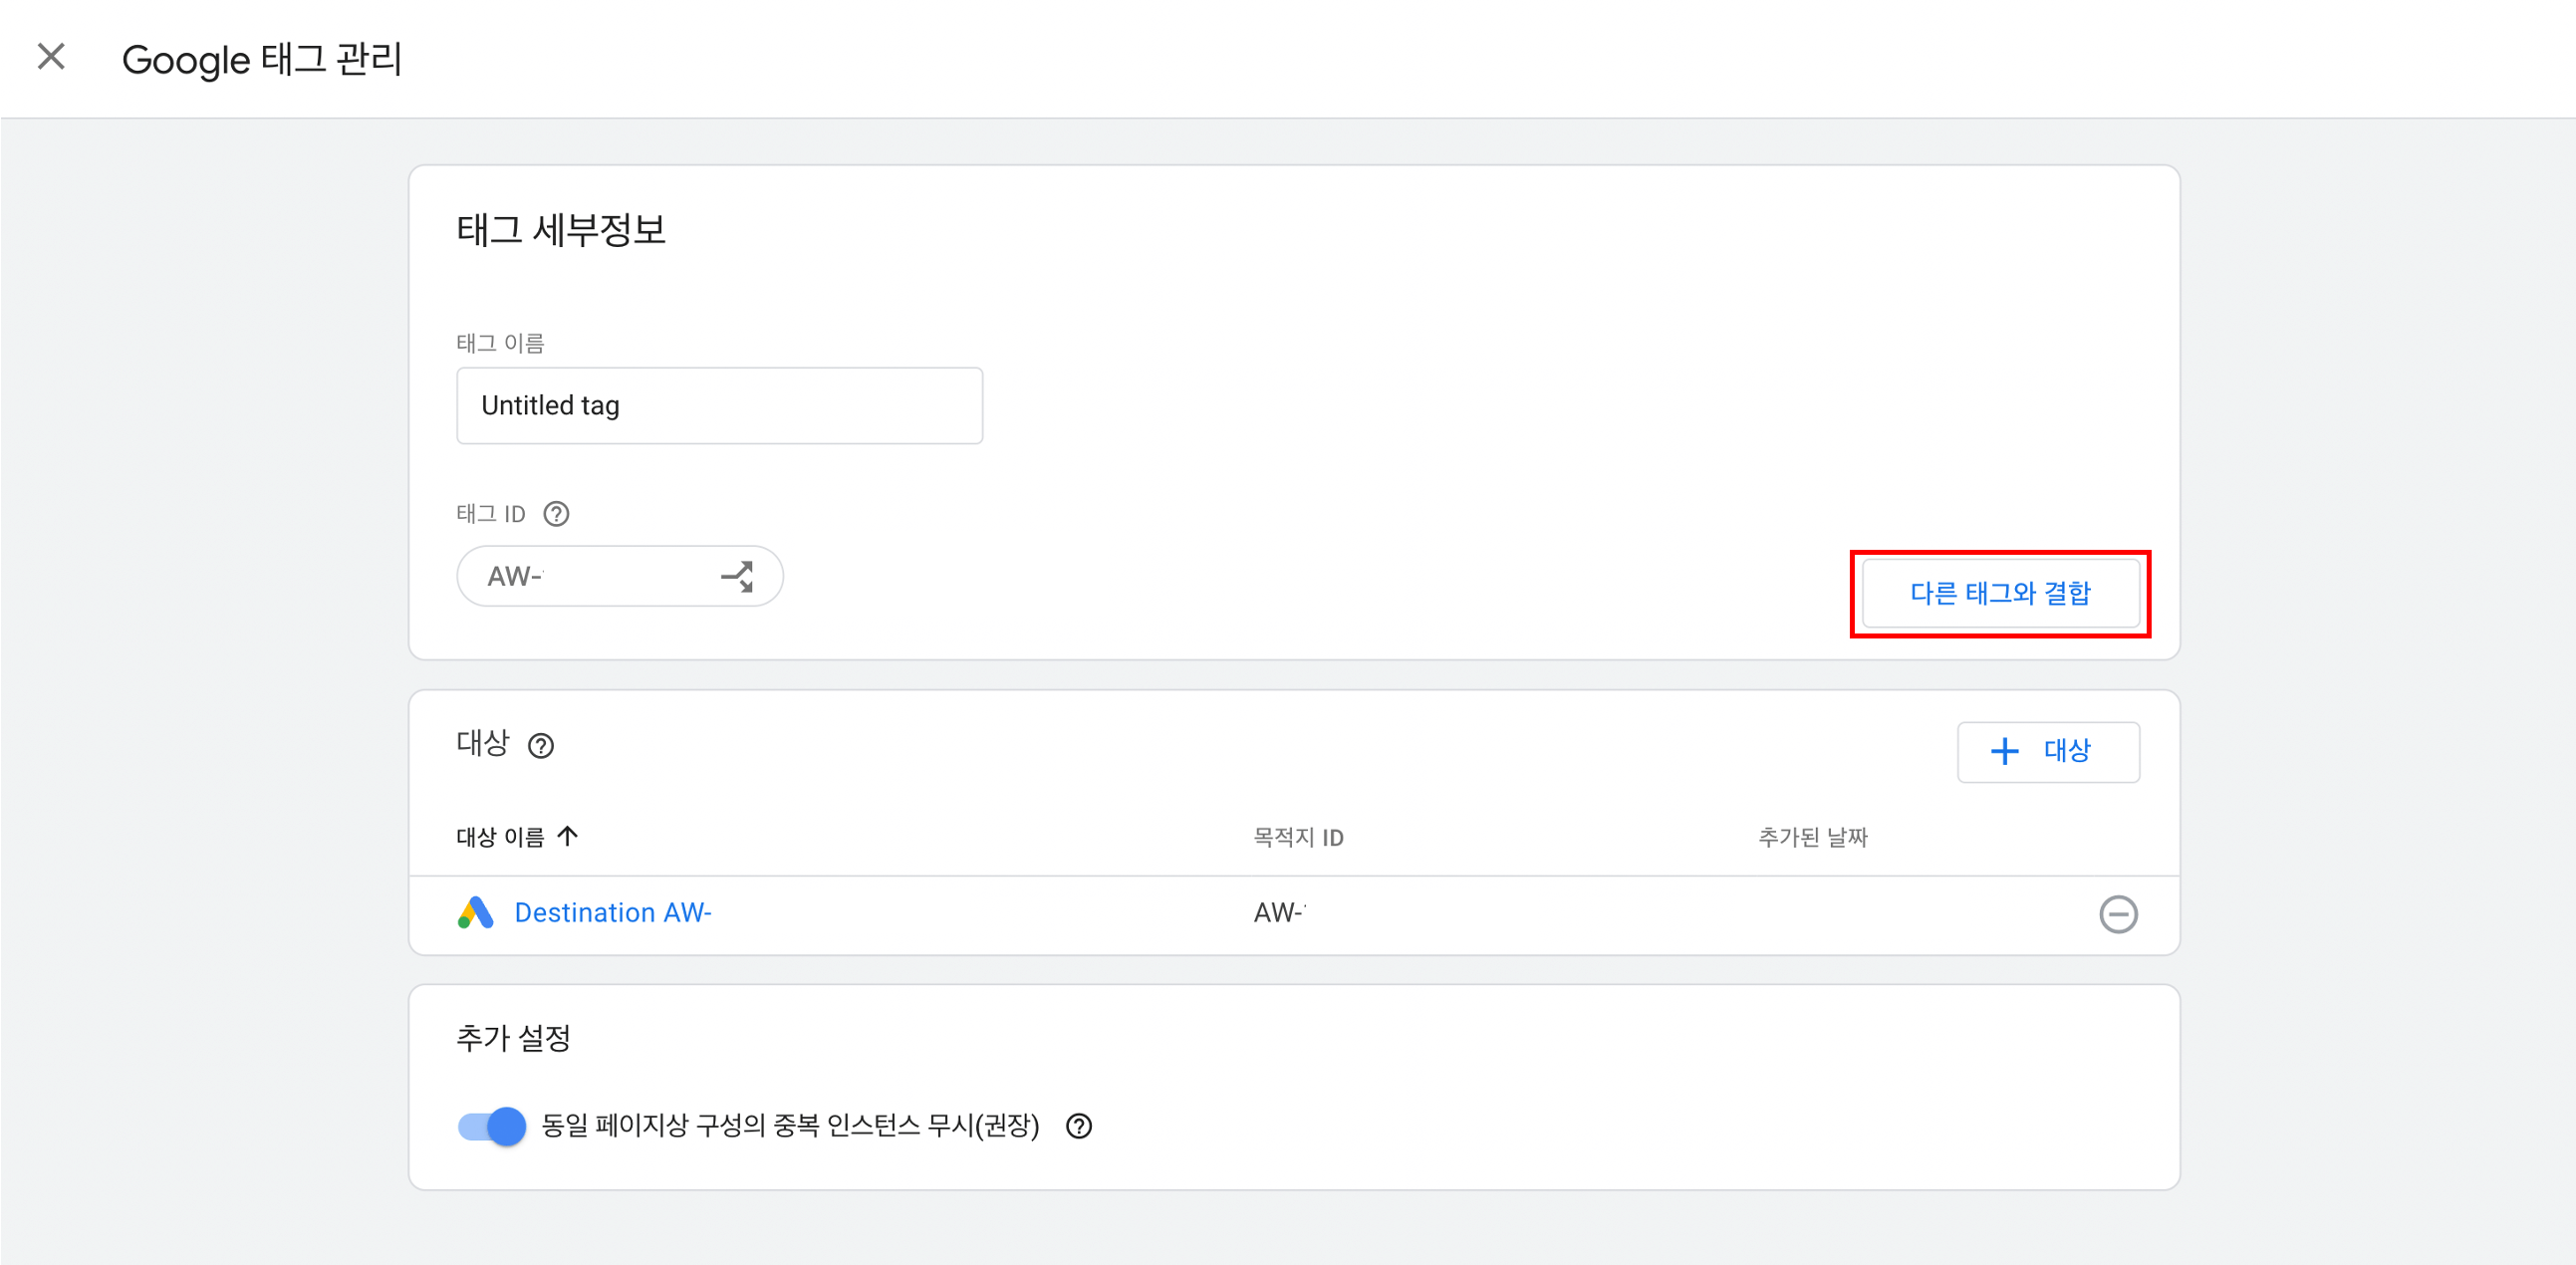 Google 태그 관리
태그 세부정보
태그 이름
Untitled tag
태그 ID
AW-
다른 태그와 결합
대상
+ 대상
대상 이름 ↑ 목적지 ID 추가된 날짜
Destination AW- AW-
추가 설정
동일 페이지상 구성의 중복 인스턴스 무시(권장)